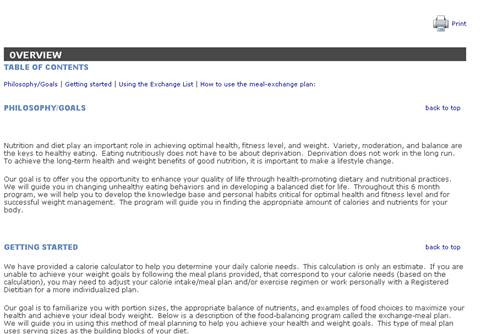 Print
OVERVIEW
TABLE OF CONTENTS
Philosophy/Goals | Getting started | Using the Exchange List | How to use the meal-exchange plan:
PHILOSOPHY/GOALS back to top
Nutrition and diet play an important role in achieving optimal health, fitness level, and weight. Variety, moderation, and balance are
the keys to healthy eating. Eating nutritiously does not have to be about deprivation. Deprivation does not work in the long run.
To achieve the long-term health and weight benefits of good nutrition, it is important to make a lifestyle change.
Our goal is to offer you the opportunity to enhance your quality of life through health-promoting dietary and nutritional practices.
We will guide you in changing unhealthy eating behaviors and in developing a balanced diet for life. Throughout this 6 month
program, we will help you to develop the knowledge base and personal habits critical for optimal health and fitness level and for
successful weight management. The program will guide you in finding the appropriate amount of calories and nutrients for your
body.
GETTING STARTED back to top
We have provided a calorie calculator to help you determine your daily calorie needs. This calculation is only an estimate. If you are
unable to achieve your weight goals by following the meal plans provided, that correspond to your calorie needs (based on the
calculation), you may need to adjust your calorie intake/meal plan and/or exercise regimen or work personally with a Registered
Dietitian for a more individualized plan.
Our goal is to familiarize you with portion sizes, the appropriate balance of nutrients, and examples of food choices to maximize your
health and achieve your ideal body weight. Below is a description of the food-balancing program called the exchange-meal plan.
We will guide you in using this method of meal planning to help you achieve your health and weight goals. This type of meal plan
uses serving sizes as the building blocks of your diet.